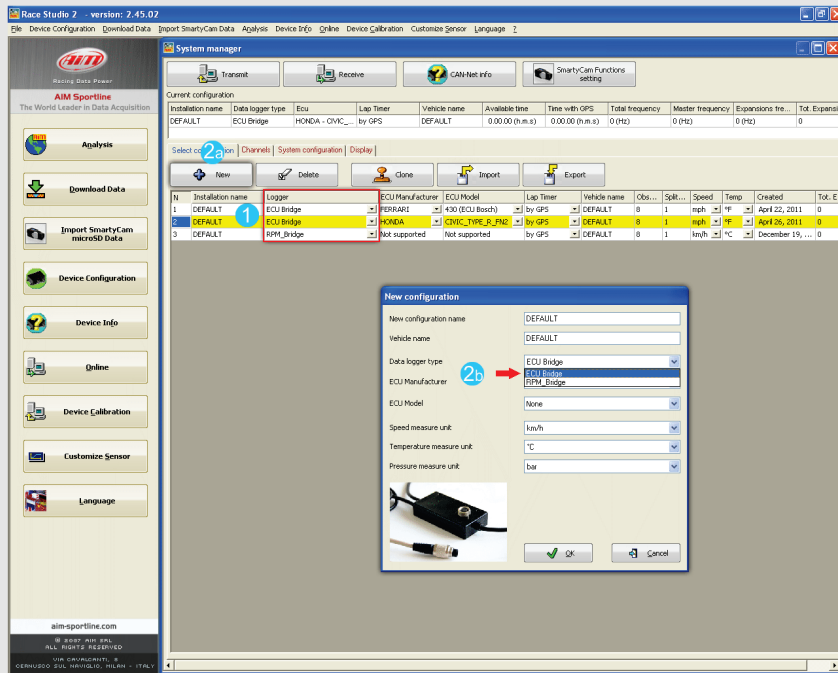 Race Studio 2 - version: 2.45.02
File Device Configuration Download Data Import SmartyCam Data Analysis Device Info Online Device Calibration Customize Sensor Language ?
aim
Racing Data Power
AIM Sportline
The World Leader in Data Acquisition
Analysis
Download Data
Import SmartyCam
microSD Data
Device Configuration
Device Info
Online
Device Calibration
Customize Sensor
Language
aim-sportline.com
© 2007 AIM SRL
ALL RIGHTS RESERVED
VIA CAVALCANTI, 8
CERNUSCO SUL NAVIGLIO, MILAN - ITALY
System manager
Transmit Receive CAN-Net info SmartyCam Functions
setting
Current configuration
Installation name Data logger type Ecu Lap Timer Vehicle name Available time Time with GPS Total frequency Master frequency Expansions fre... Tot. Expansi
DEFAULT ECU Bridge HONDA - CIVIC_... by GPS DEFAULT 0.00.00 (h.m.s) 0.00.00 (h.m.s) 0 (Hz) 0 (Hz) 0 (Hz) 0
Select co 2a on Channels System configuration Display
New Delete Clone Import Export
N Installation name Logger ECU Manufacturer ECU Model Lap Timer Vehicle name Obs... Split... Speed Temp Created Tot. E
1
1 DEFAULT ECU Bridge FERRARI 430 (ECU Bosch) by GPS DEFAULT 8 1 mph °F April 22, 2011 0
2 DEFAULT ECU Bridge HONDA CIVIC_TYPE_R_FN2 by GPS DEFAULT 8 1 mph °F April 26, 2011 0
3 DEFAULT RPM_Bridge Not supported Not supported by GPS DEFAULT 8 1 km/h °C December 19, ... 0
New configuration
New configuration name DEFAULT
Vehicle name DEFAULT
Data logger type ECU Bridge
2b ECU Bridge
ECU Manufacturer RPM_Bridge
ECU Model None
Speed measure unit km/h
Temperature measure unit °C
Pressure measure unit bar
OK Cancel